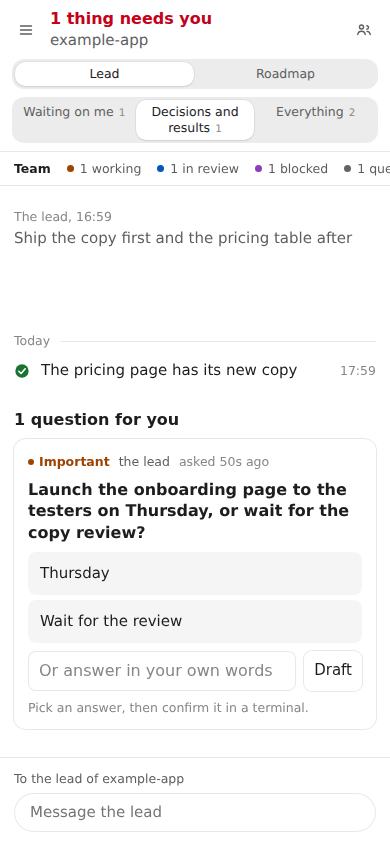 1 thing needs you
example-app
Lead
Roadmap
Waiting on me 1
Decisions and
results 1
Everything 2
Team
1 working
1 in review
1 blocked
1 que
The lead, 16:59
Ship the copy first and the pricing table after
Today
The pricing page has its new copy
17:59
1 question for you
Important the lead asked 50s ago
Launch the onboarding page to the
testers on Thursday, or wait for the
copy review?
Thursday
Wait for the review
Or answer in your own words
Draft
Pick an answer, then confirm it in a terminal.
To the lead of example-app
Message the lead